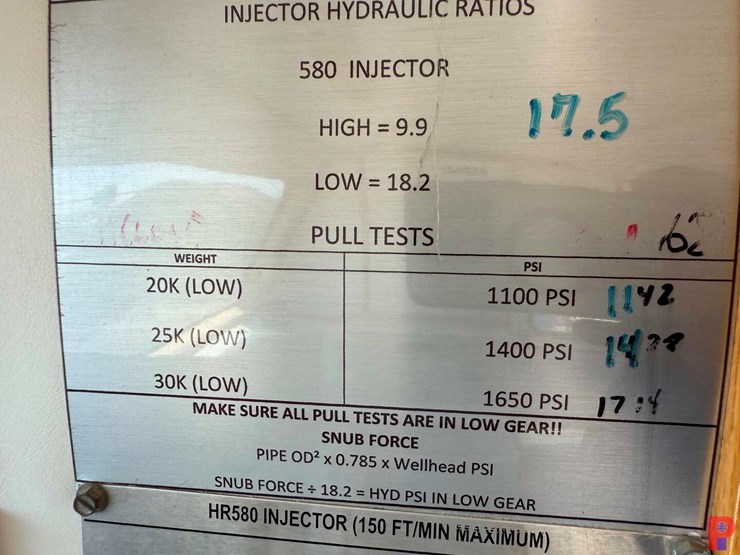 INJECTOR HYDRAULIC RATIOS
580 INJECTOR
HIGH = 9.9 17.5
LOW = 18.2
PULL TESTS
WEIGHT PSI
20K (LOW) 1100 PSI 1142
25K (LOW) 1400 PSI 14
30K (LOW) 1650 PSI 17
MAKE SURE ALL PULL TESTS ARE IN LOW GEAR!!
SNUB FORCE
PIPE OD² x 0.785 x Wellhead PSI
SNUB FORCE ÷ 18.2 = HYD PSI IN LOW GEAR
HR580 INJECTOR (150 FT/MIN MAXIMUM)